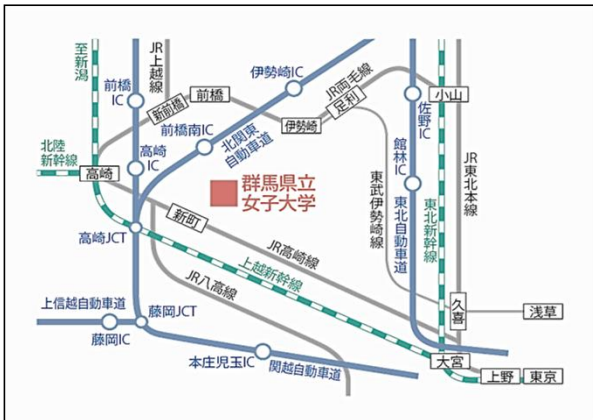 至新潟
JR上越線
前橋
IC
新前橋
前橋
伊勢崎IC
JR両毛線
足利
小山
佐野IC
北陸
新幹線
高崎
高崎
IC
前橋南IC
北関東
自動車道
伊勢崎
館林IC
東武伊勢崎線
東北自動車道
東北新幹線
JR東北本線
群馬県立
女子大学
新町
高崎JCT
JR高崎線
上越新幹線
JR八高線
上信越自動車道
藤岡JCT
藤岡IC
本庄児玉IC
関越自動車道
久喜
浅草
大宮
上野
東京